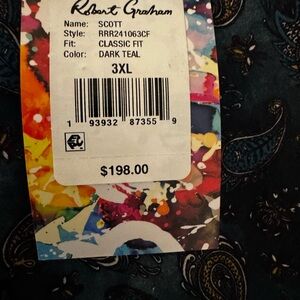 Robert Graham
Name: SCOTT
Style: RRR241063CF
Fit: CLASSIC FIT
Color: DARK TEAL
3XL
1 93932 87355 9
$198.00